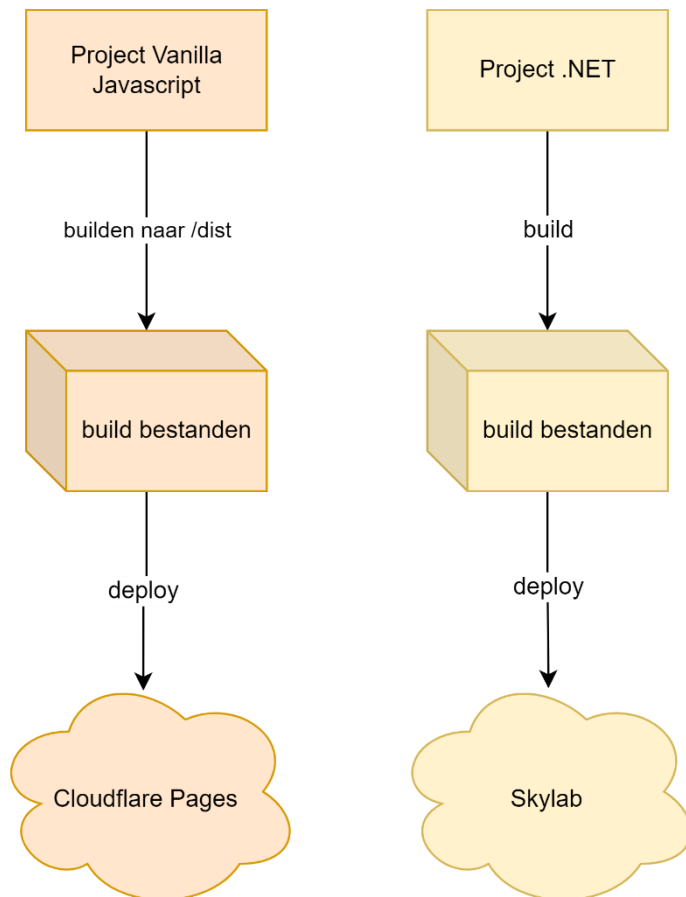 Project Vanilla
Javascript
builden naar /dist
build bestanden
deploy
Cloudflare Pages
Project .NET
build
build bestanden
deploy
Skylab